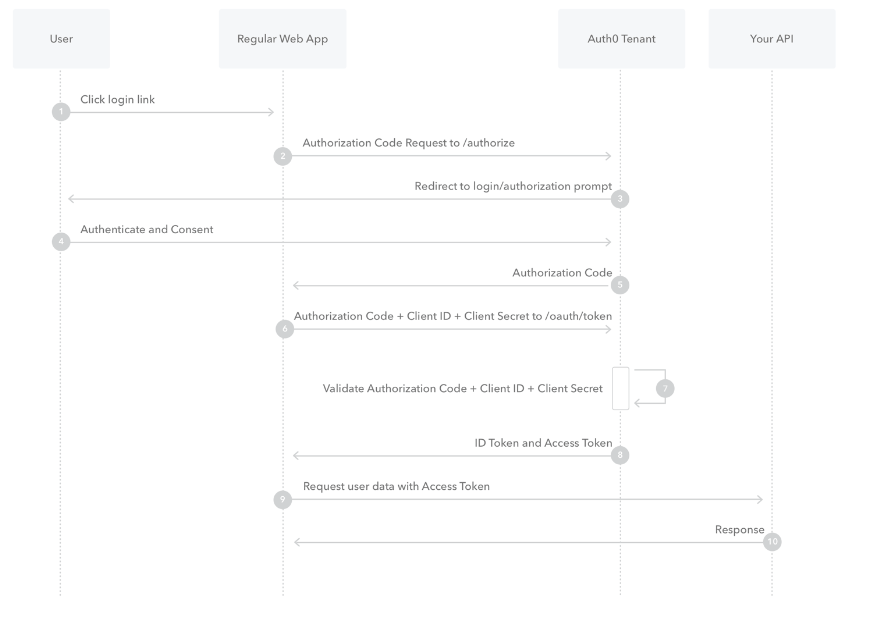 User
Regular Web App
Auth0 Tenant
Your API
Click login link
1
Authorization Code Request to /authorize
2
Redirect to login/authorization prompt
3
Authenticate and Consent
4
Authorization Code
5
Authorization Code + Client ID + Client Secret to /oauth/token
6
Validate Authorization Code + Client ID + Client Secret
7
ID Token and Access Token
8
Request user data with Access Token
9
Response
10